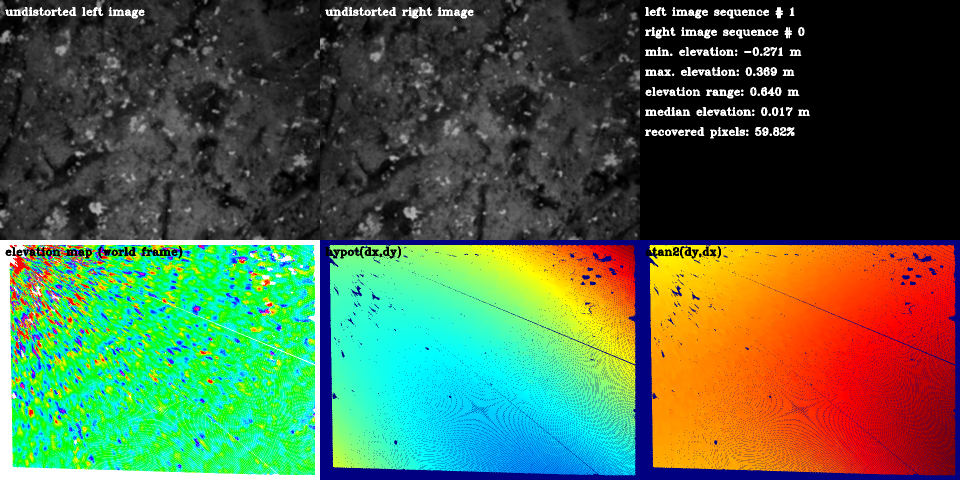 undistorted left image
undistorted right image
left image sequence # 1
right image sequence # 0
min. elevation: -0.271 m
max. elevation: 0.369 m
elevation range: 0.640 m
median elevation: 0.017 m
recovered pixels: 59.82%
elevation map (world frame)
hypot(dx,dy)
atan2(dy,dx)